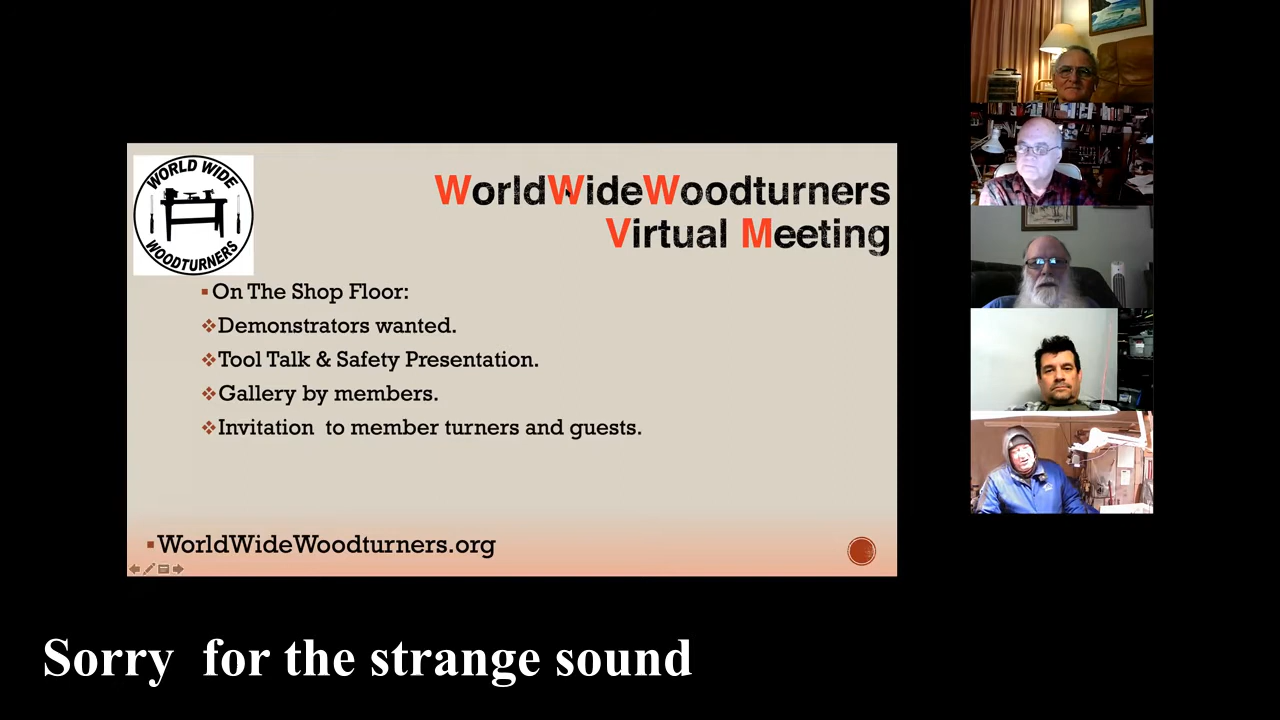 WORLD WIDE
WOODTURNERS
WorldWideWoodturners
Virtual Meeting
On The Shop Floor:
Demonstrators wanted.
Tool Talk & Safety Presentation.
Gallery by members.
Invitation  to member turners and guests.
WorldWideWoodturners.org
Sorry  for the strange sound